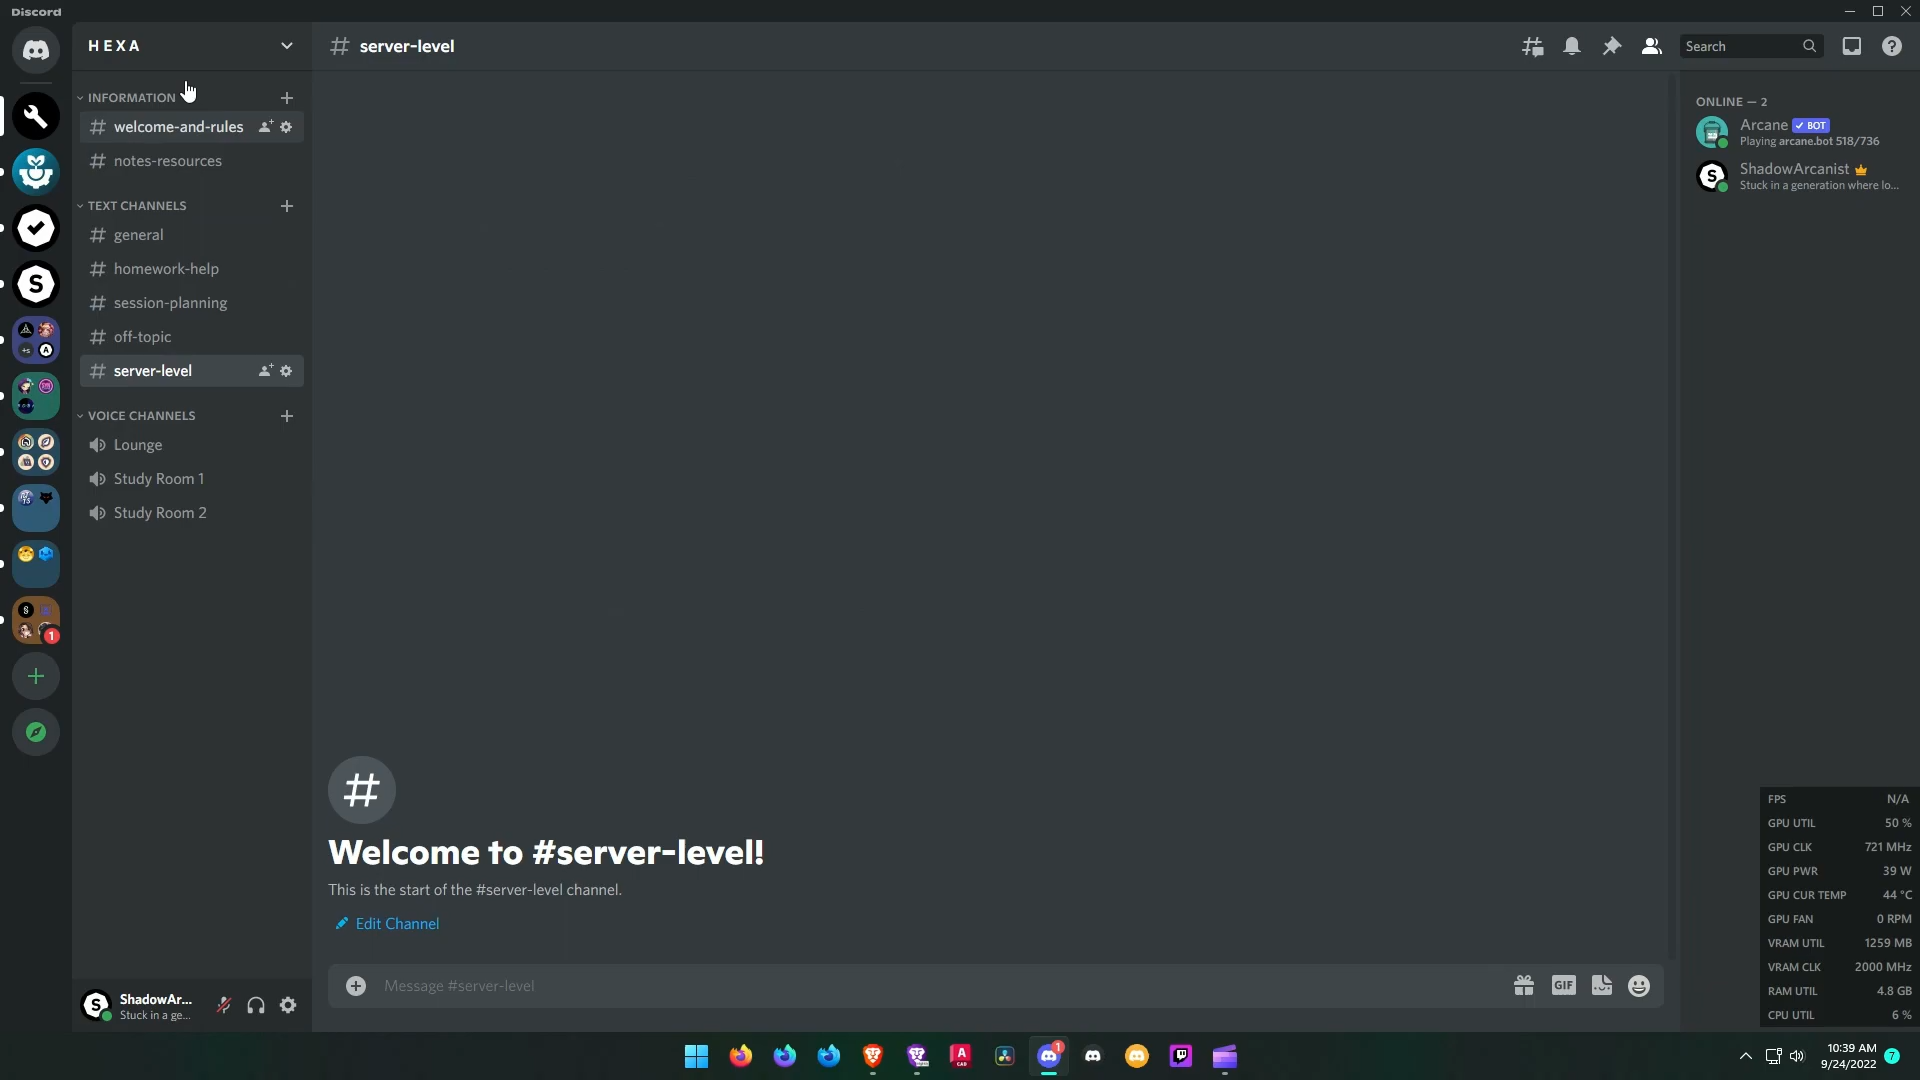 Discord
HEXA
INFORMATION
welcome-and-rules
notes-resources
TEXT CHANNELS
general
homework-help
session-planning
off-topic
server-level
VOICE CHANNELS
Lounge
Study Room 1
Study Room 2
ShadowAr...
Stuck in a ge...
S
1
server-level
Search
Welcome to #server-level!
This is the start of the #server-level channel.
Edit Channel
Message #server-level
GIF
ONLINE — 2
Arcane ✓ BOT
Playing arcane.bot 518/736
ShadowArcanist
Stuck in a generation where lo...
FPS N/A
GPU UTIL 50 %
GPU CLK 721 MHz
GPU PWR 39 W
GPU CUR TEMP 44 °C
GPU FAN 0 RPM
VRAM UTIL 1259 MB
VRAM CLK 2000 MHz
RAM UTIL 4.8 GB
CPU UTIL 6 %
10:39 AM
9/24/2022
7